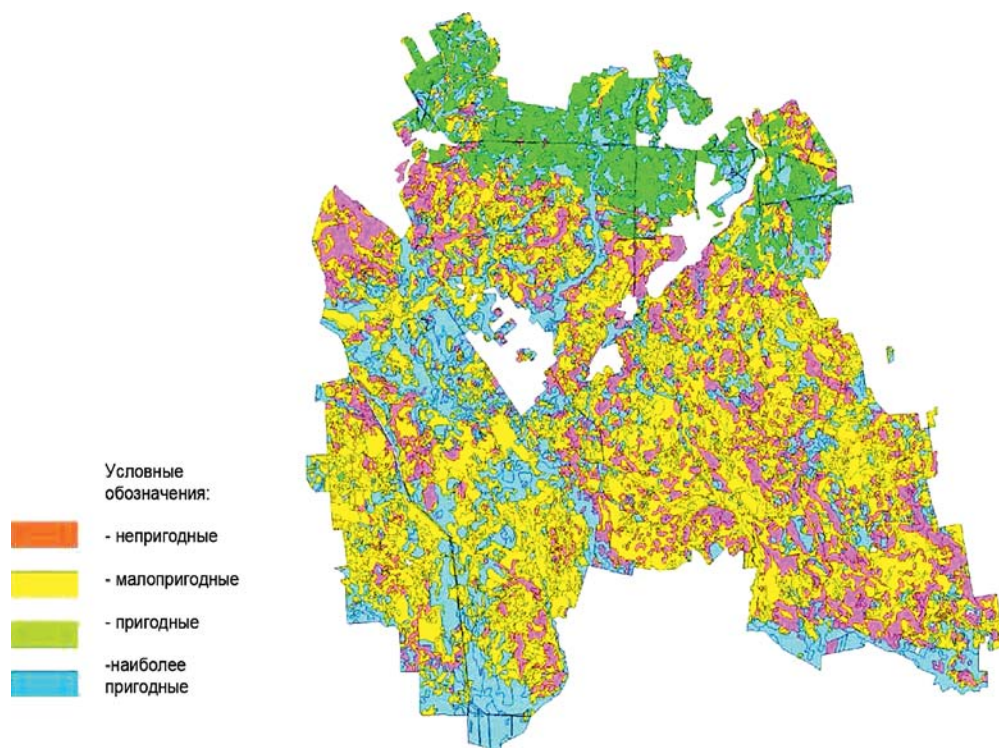 Условные
обозначения:
- непригодные
- малопригодные
- пригодные
-наиболее
пригодные